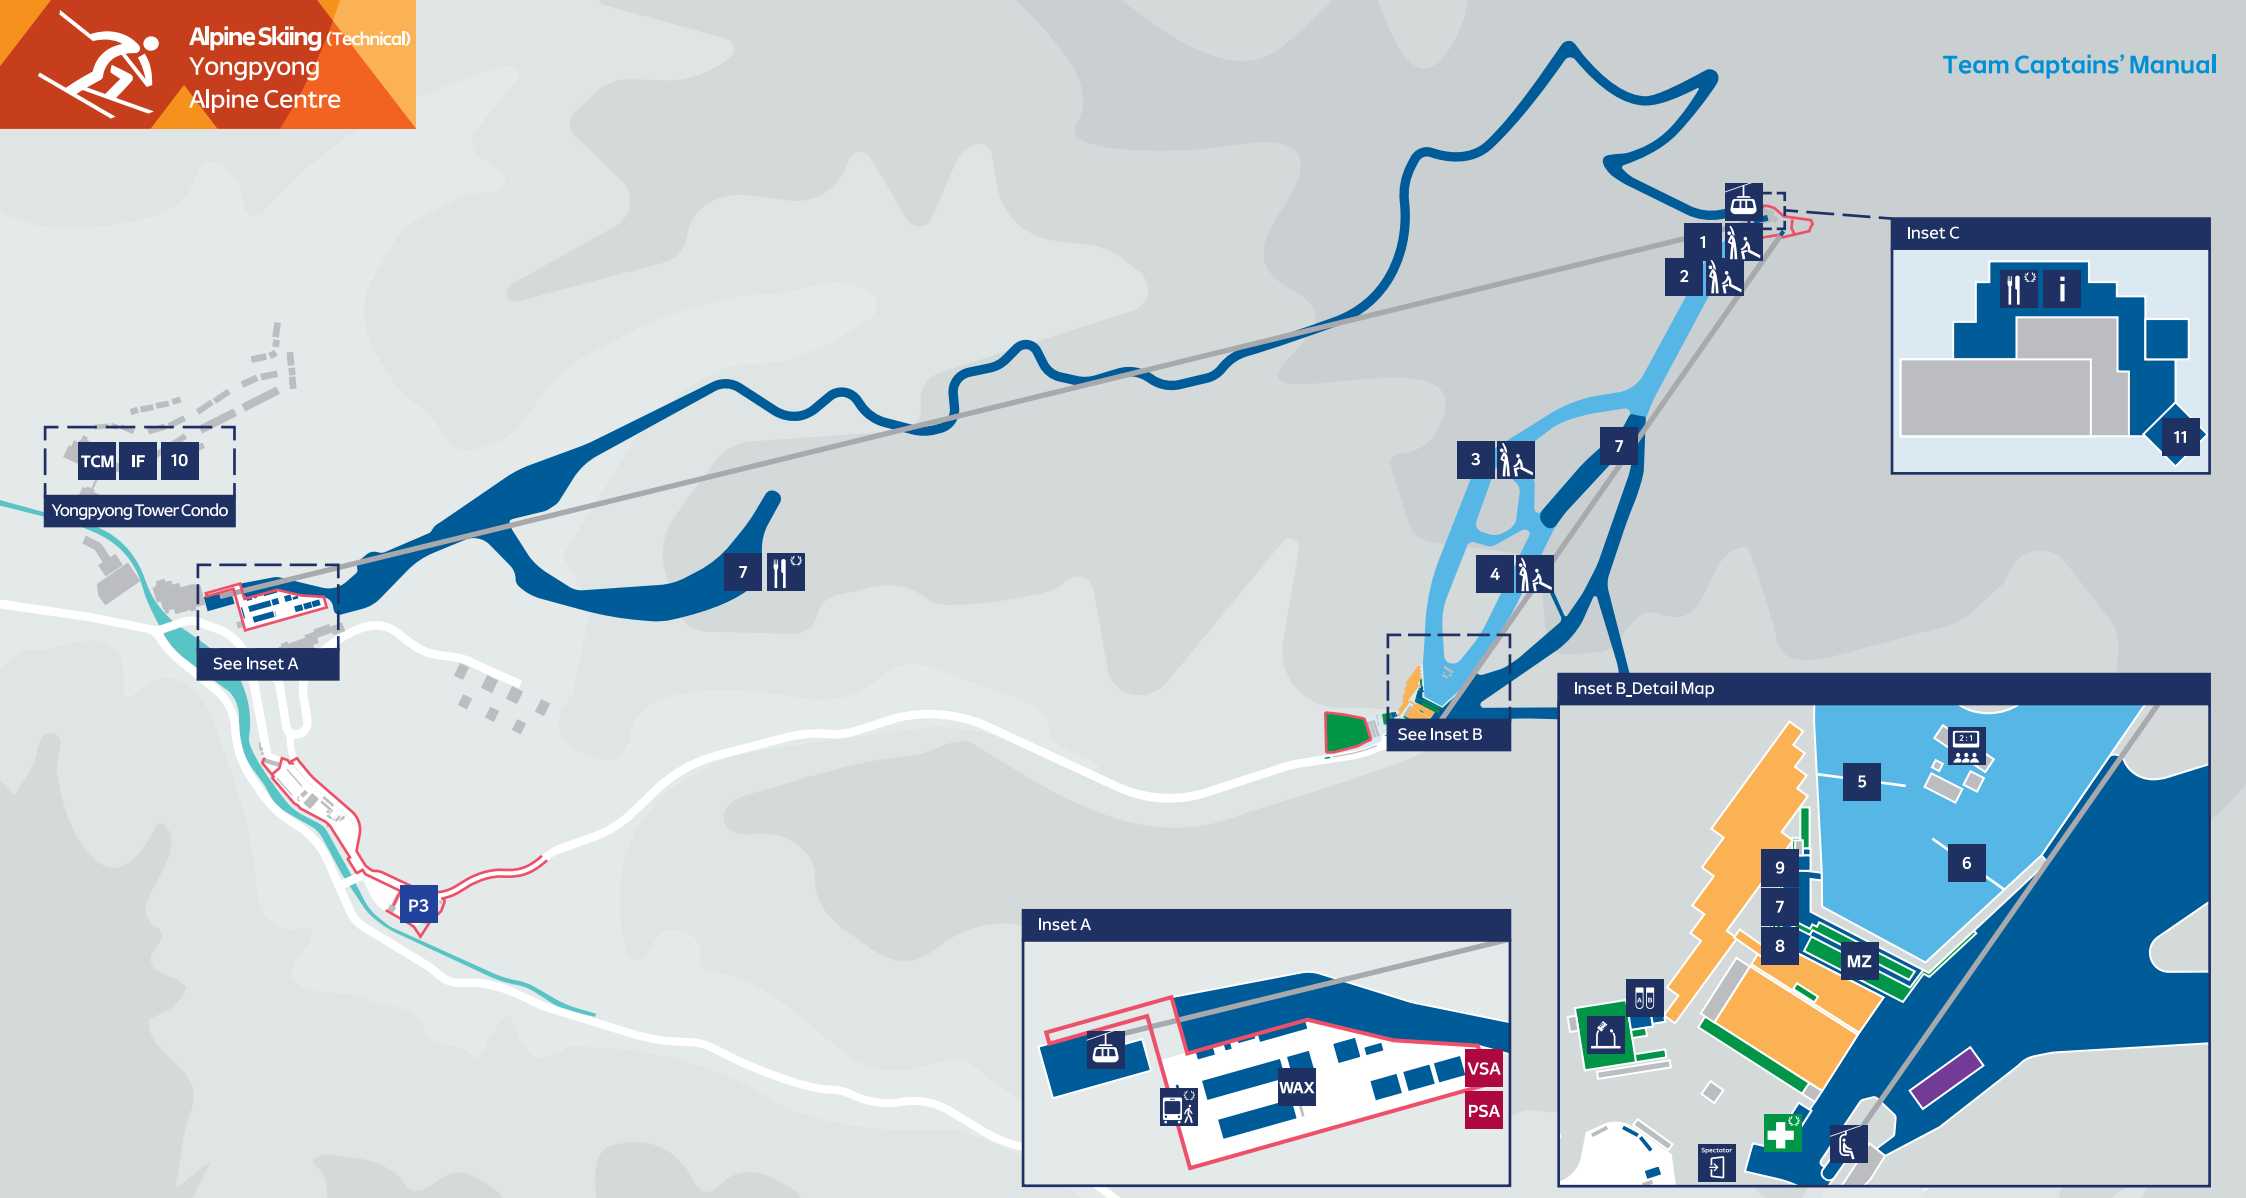 Alpine Skiing (Technical)
Yongpyong
Alpine Centre
Team Captains' Manual
1
2
Inset C
i
11
3
7
4
TCM IF 10
Yongpyong Tower Condo
7
See Inset A
See Inset B
P3
Inset B_Detail Map
2:1
5
6
9
7
8
MZ
A B
Spectator
Inset A
WAX
VSA
PSA